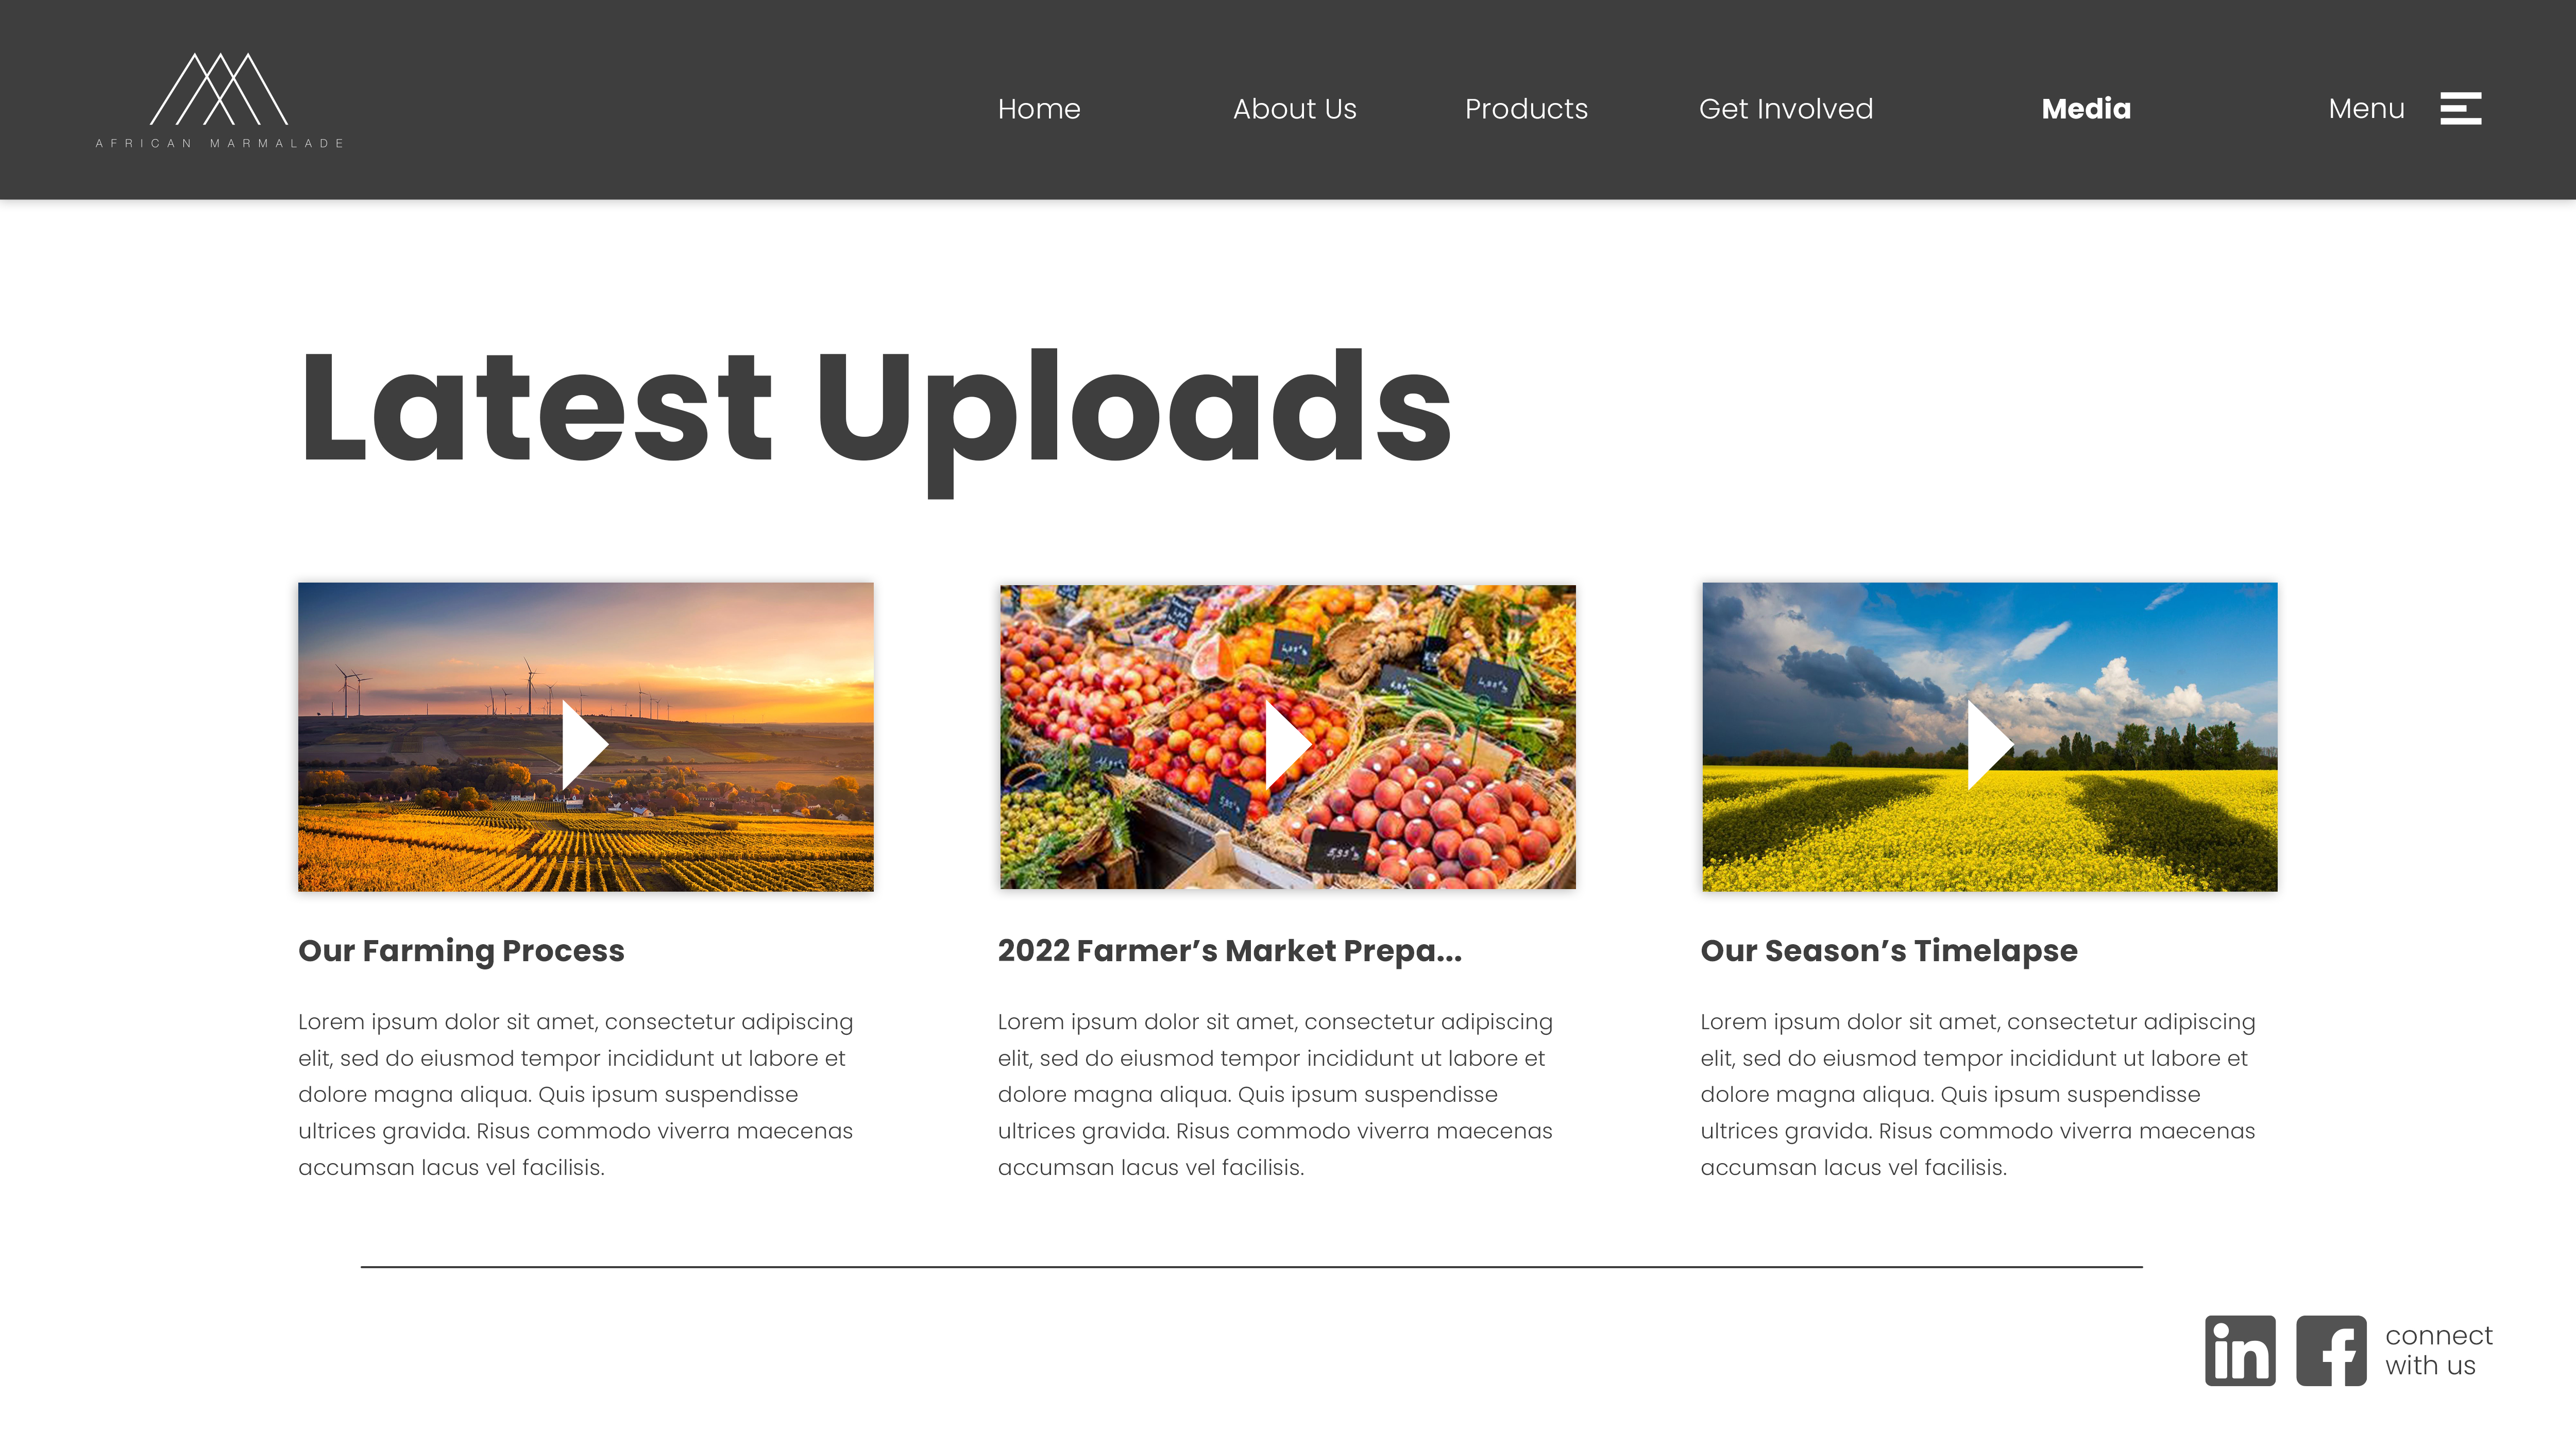 AFRICAN MARMALADE
Home About Us Products Get Involved Media Menu
Latest Uploads
Our Farming Process
Lorem ipsum dolor sit amet, consectetur adipiscing
elit, sed do eiusmod tempor incididunt ut labore et
dolore magna aliqua. Quis ipsum suspendisse
ultrices gravida. Risus commodo viverra maecenas
accumsan lacus vel facilisis.
2022 Farmer’s Market Prepa...
Lorem ipsum dolor sit amet, consectetur adipiscing
elit, sed do eiusmod tempor incididunt ut labore et
dolore magna aliqua. Quis ipsum suspendisse
ultrices gravida. Risus commodo viverra maecenas
accumsan lacus vel facilisis.
Our Season’s Timelapse
Lorem ipsum dolor sit amet, consectetur adipiscing
elit, sed do eiusmod tempor incididunt ut labore et
dolore magna aliqua. Quis ipsum suspendisse
ultrices gravida. Risus commodo viverra maecenas
accumsan lacus vel facilisis.
in f connect
with us